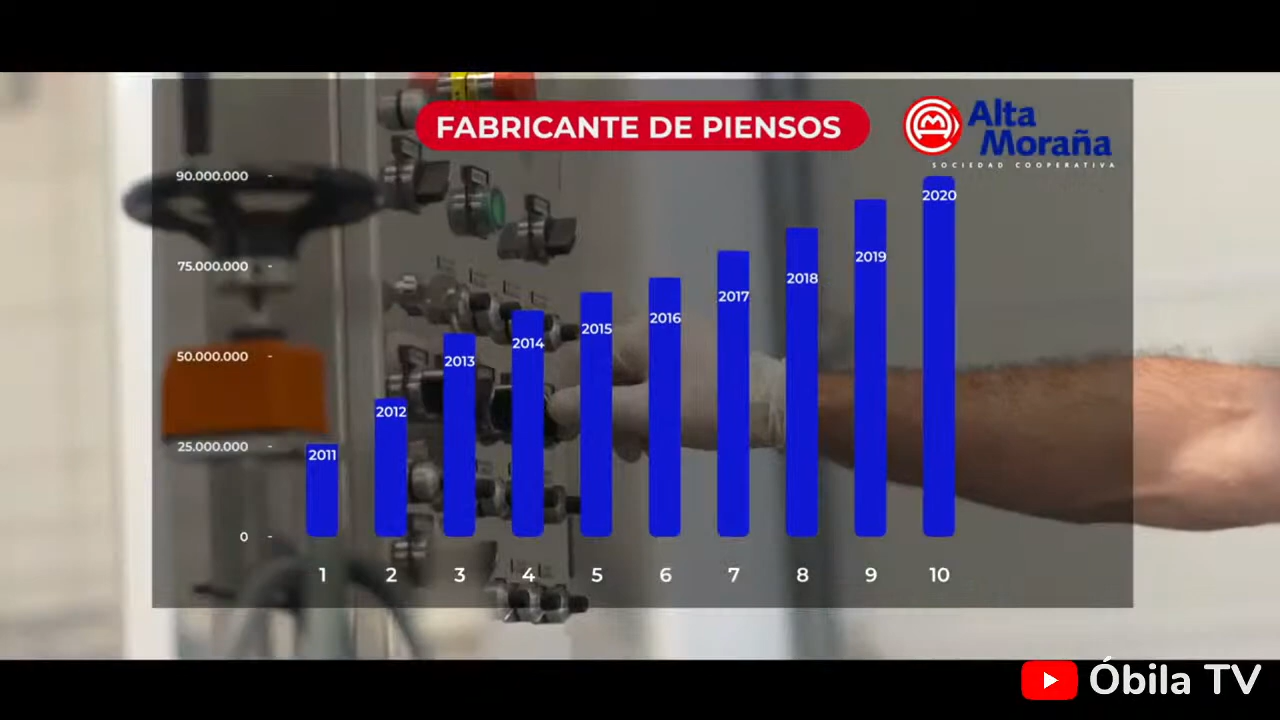 FABRICANTE DE PIENSOS
Alta
Moraña
SOCIEDAD COOPERATIVA
90.000.000
75.000.000
50.000.000
25.000.000
0
2011
2012
2013
2014
2015
2016
2017
2018
2019
2020
1 2 3 4 5 6 7 8 9 10
Óbila TV